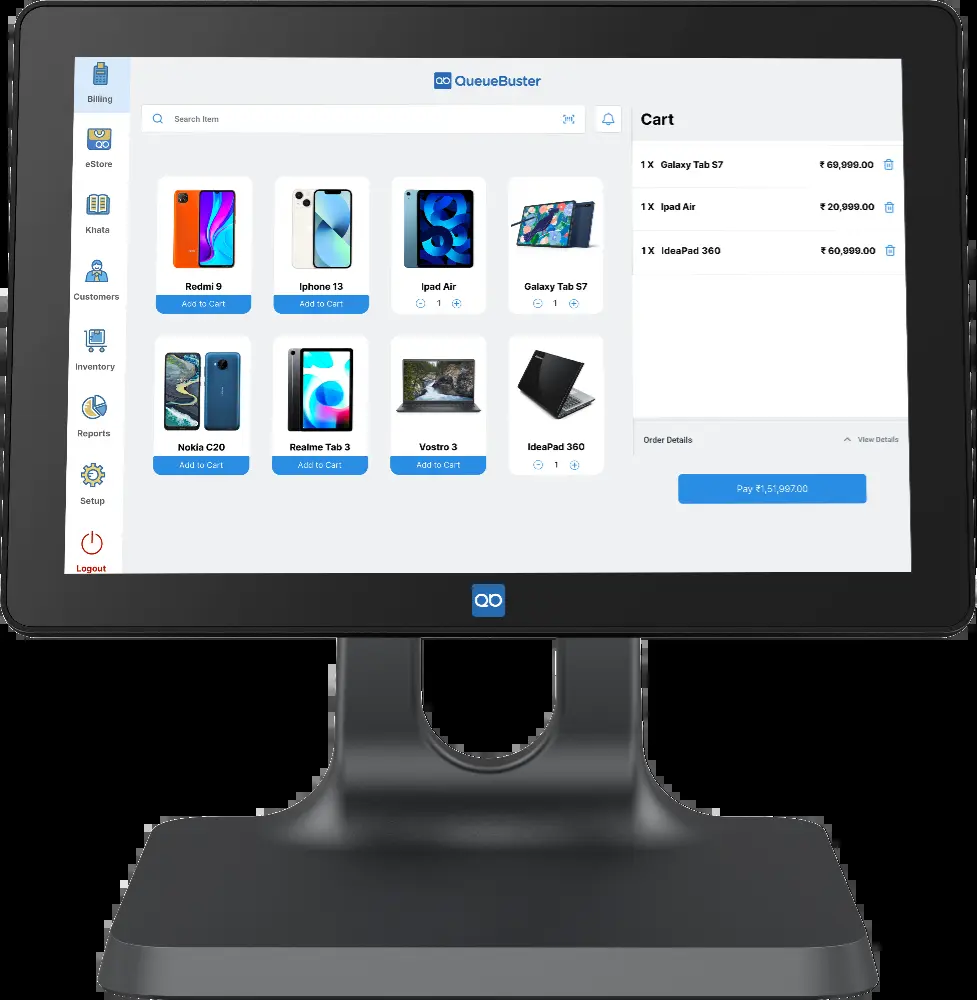 QueueBuster
Billing
eStore
Khata
Customers
Inventory
Reports
Setup
Logout
Search Item
Redmi 9
Add to Cart
Iphone 13
Add to Cart
Ipad Air
1
Galaxy Tab S7
1
Nokia C20
Add to Cart
Realme Tab 3
Add to Cart
Vostro 3
Add to Cart
IdeaPad 360
1
Cart
1 X Galaxy Tab S7 ₹ 69,999.00
1 X Ipad Air ₹ 20,999.00
1 X IdeaPad 360 ₹ 60,999.00
Order Details View Details
Pay ₹1,51,997.00